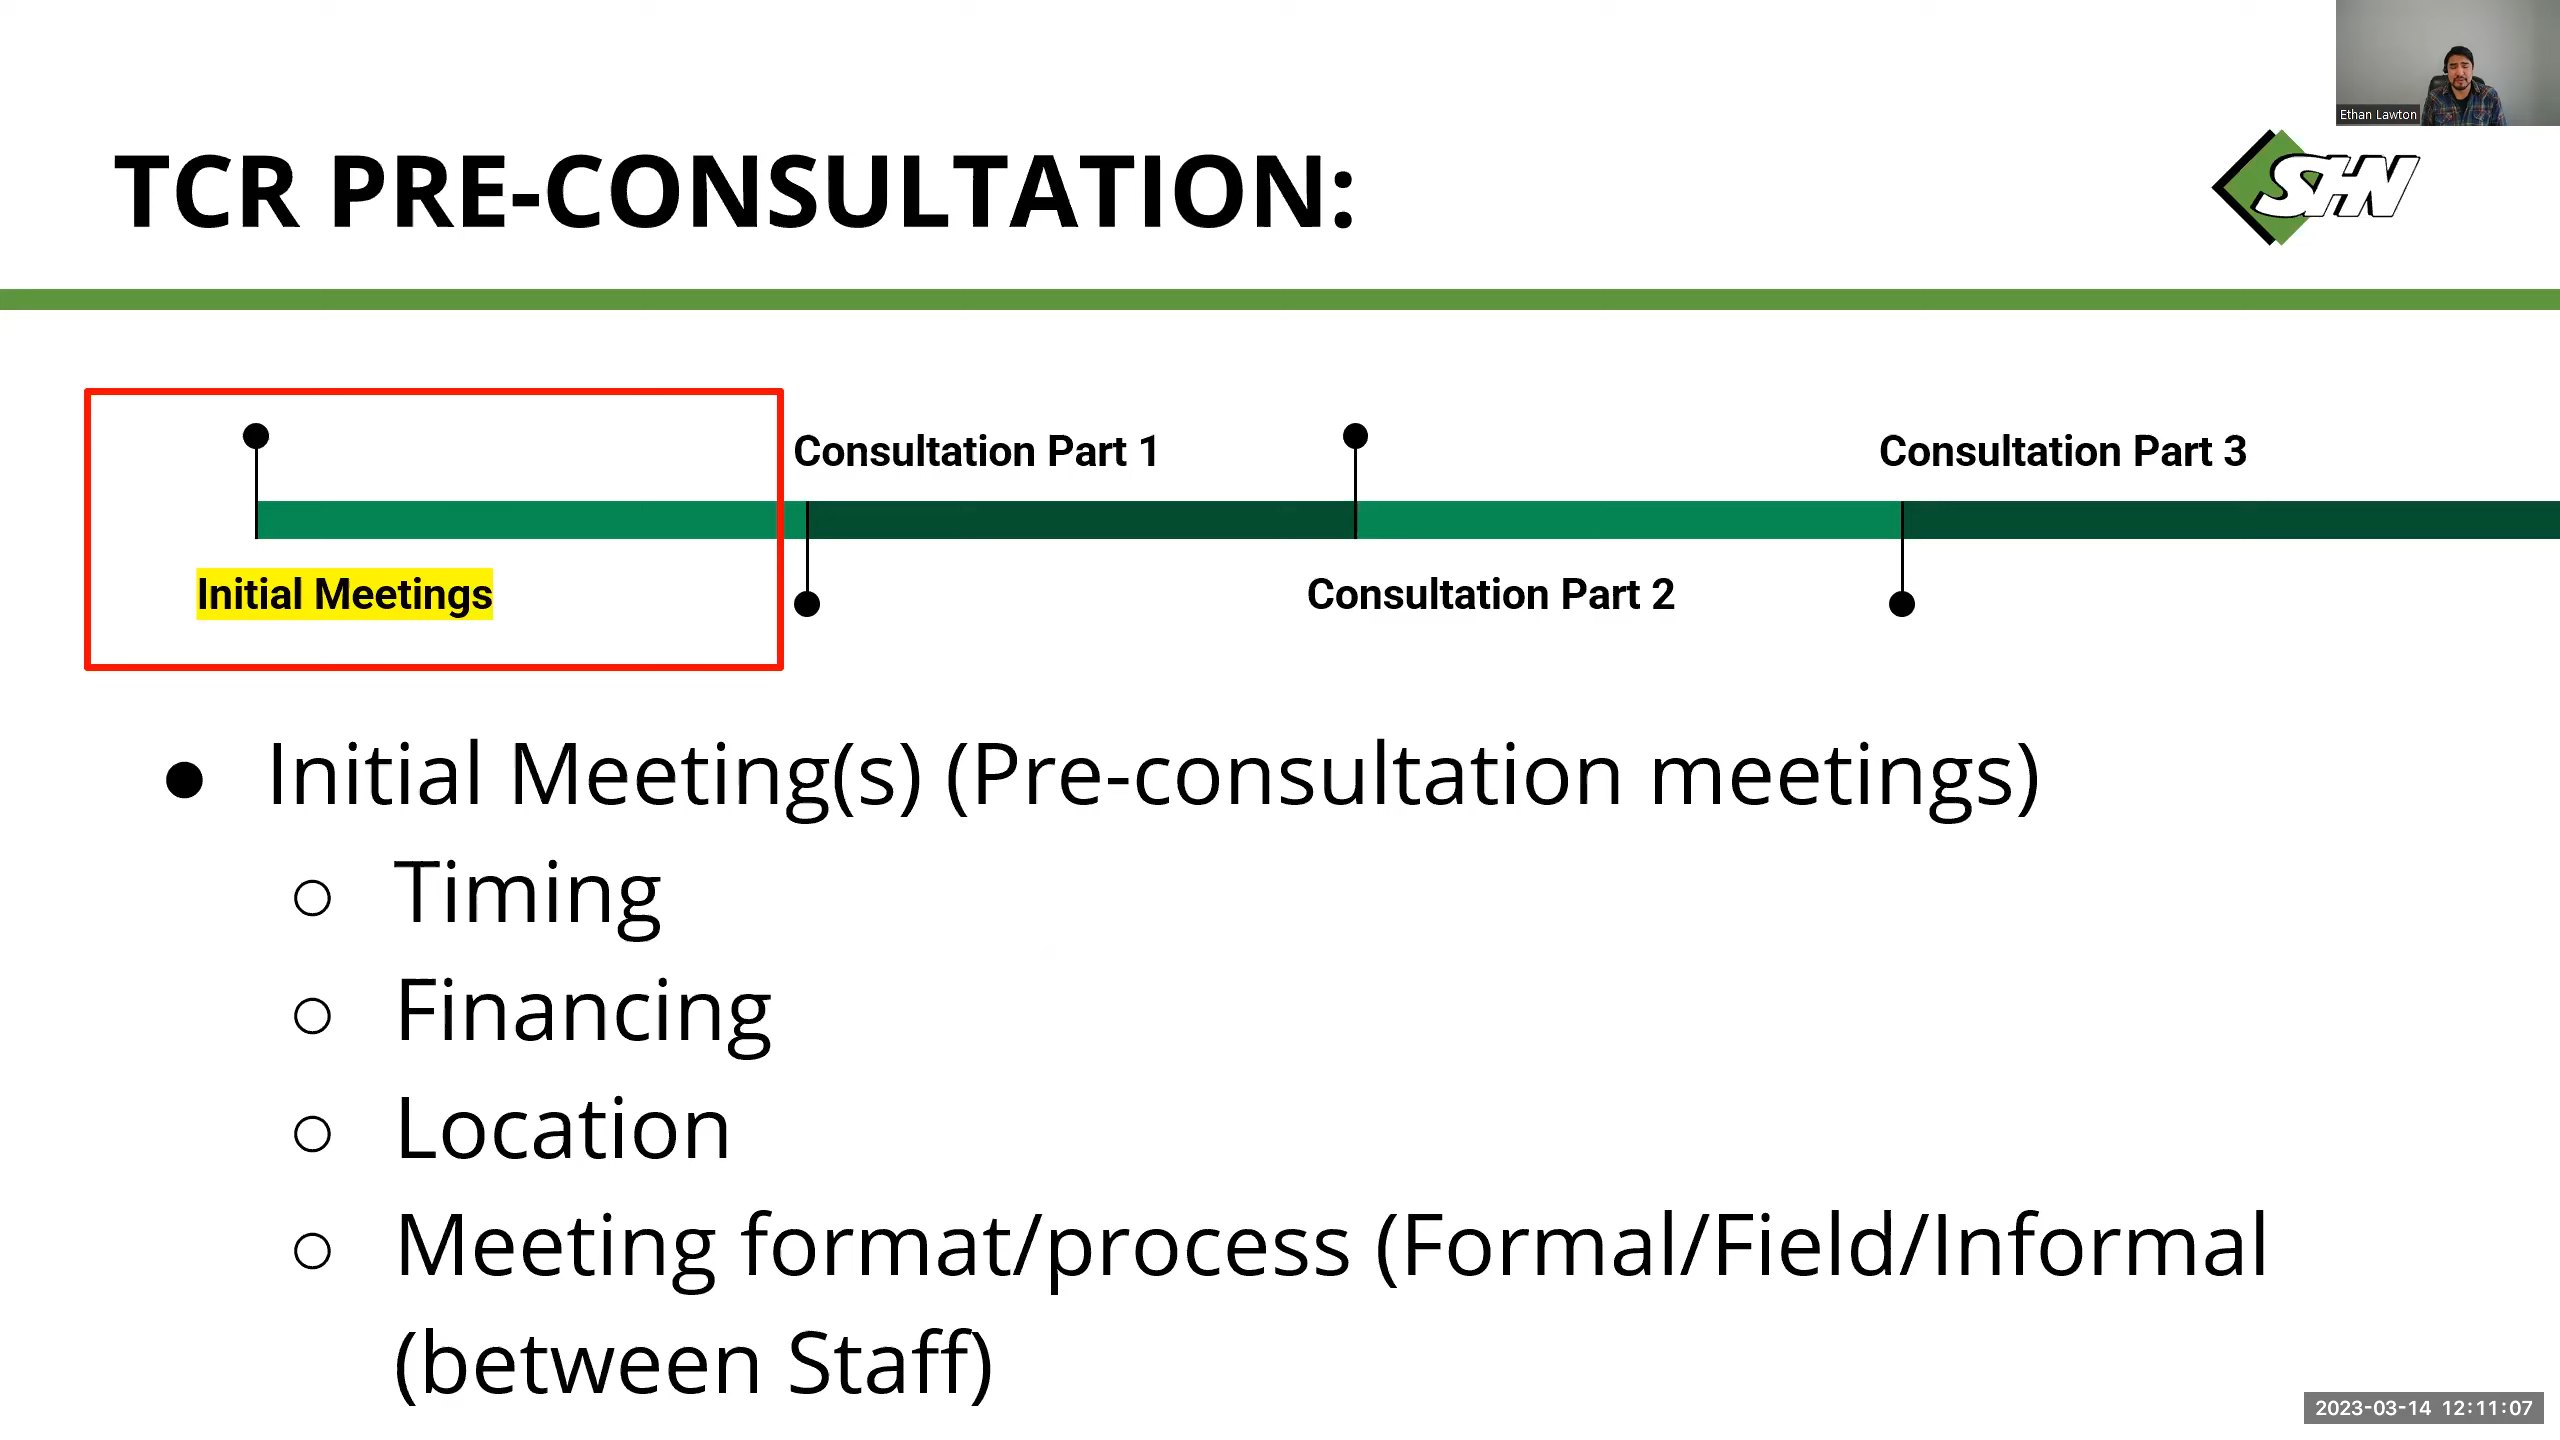 Ethan Lawton
TCR PRE-CONSULTATION:
SHN
Consultation Part 1
Consultation Part 3
Initial Meetings
Consultation Part 2
● Initial Meeting(s) (Pre-consultation meetings)
○ Timing
○ Financing
○ Location
○ Meeting format/process (Formal/Field/Informal
(between Staff)
2023-03-14 12:11:07